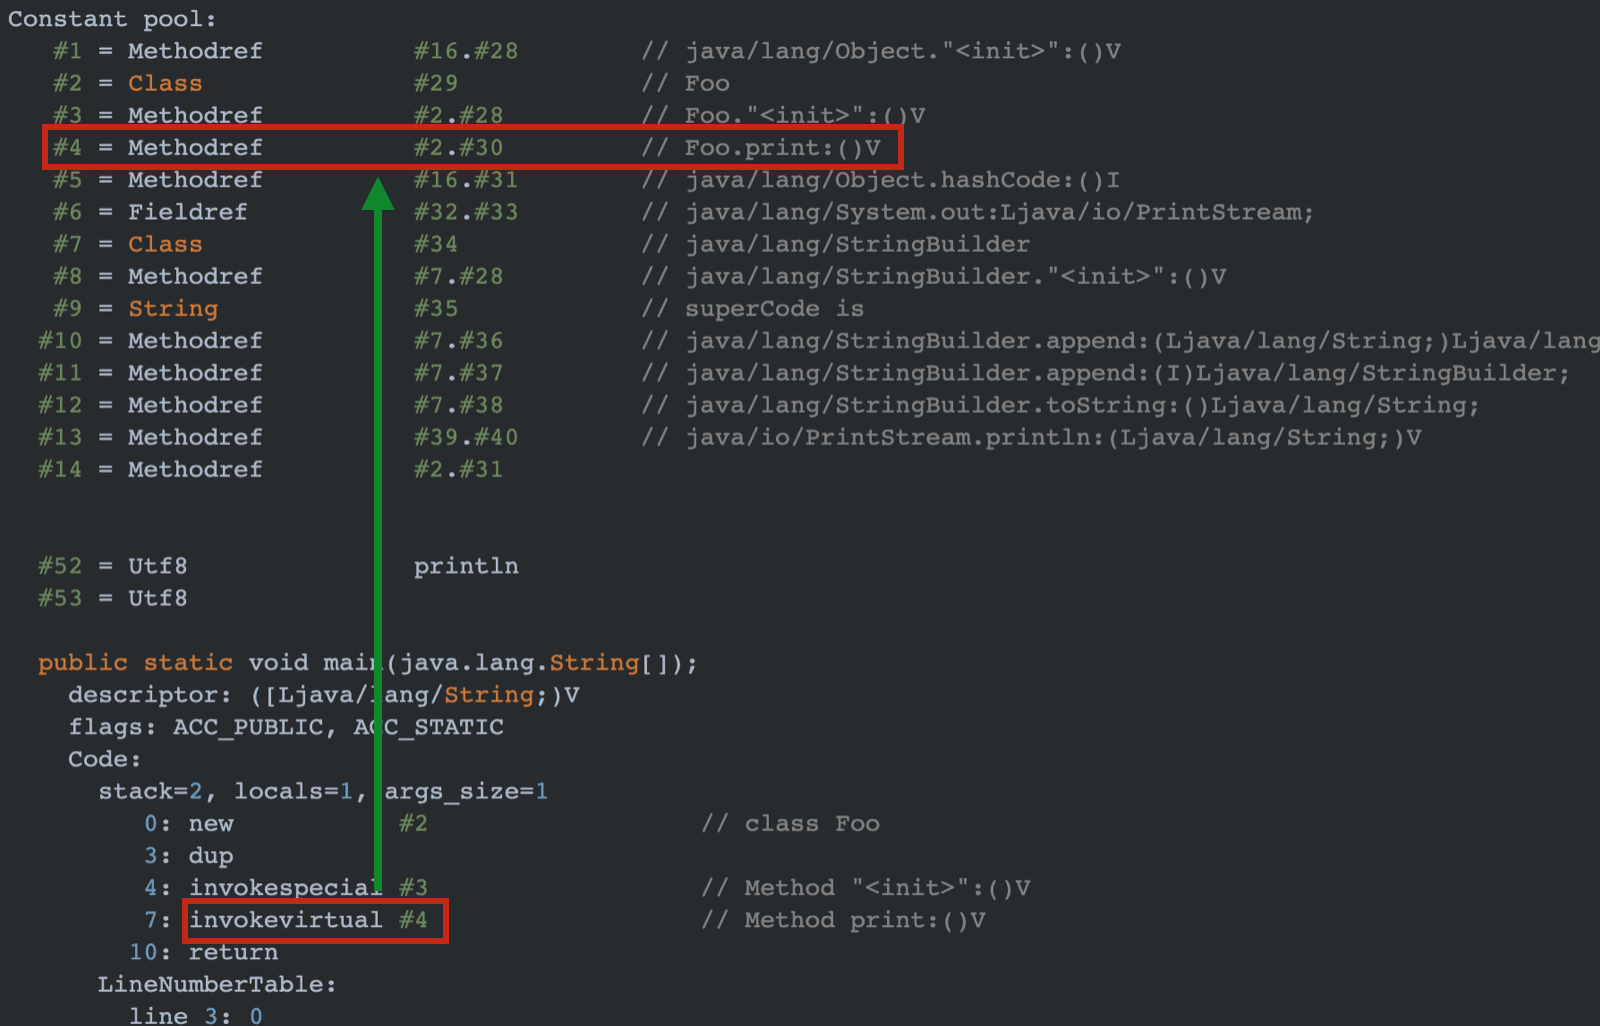 Constant pool:
#1 = Methodref #16.#28 // java/lang/Object."<init>":()V
#2 = Class #29 // Foo
#3 = Methodref #2.#28 // Foo."<init>":()V
#4 = Methodref #2.#30 // Foo.print:()V
#5 = Methodref #16.#31 // java/lang/Object.hashCode:()I
#6 = Fieldref #32.#33 // java/lang/System.out:Ljava/io/PrintStream;
#7 = Class #34 // java/lang/StringBuilder
#8 = Methodref #7.#28 // java/lang/StringBuilder."<init>":()V
#9 = String #35 // superCode is
#10 = Methodref #7.#36 // java/lang/StringBuilder.append:(Ljava/lang/String;)Ljava/lang
#11 = Methodref #7.#37 // java/lang/StringBuilder.append:(I)Ljava/lang/StringBuilder;
#12 = Methodref #7.#38 // java/lang/StringBuilder.toString:()Ljava/lang/String;
#13 = Methodref #39.#40 // java/io/PrintStream.println:(Ljava/lang/String;)V
#14 = Methodref #2.#31
#52 = Utf8 println
#53 = Utf8
public static void main(java.lang.String[]);
descriptor: ([Ljava/lang/String;)V
flags: ACC_PUBLIC, ACC_STATIC
Code:
stack=2, locals=1, args_size=1
0: new #2 // class Foo
3: dup
4: invokespecial #3 // Method "<init>":()V
7: invokevirtual #4 // Method print:()V
10: return
LineNumberTable:
line 3: 0